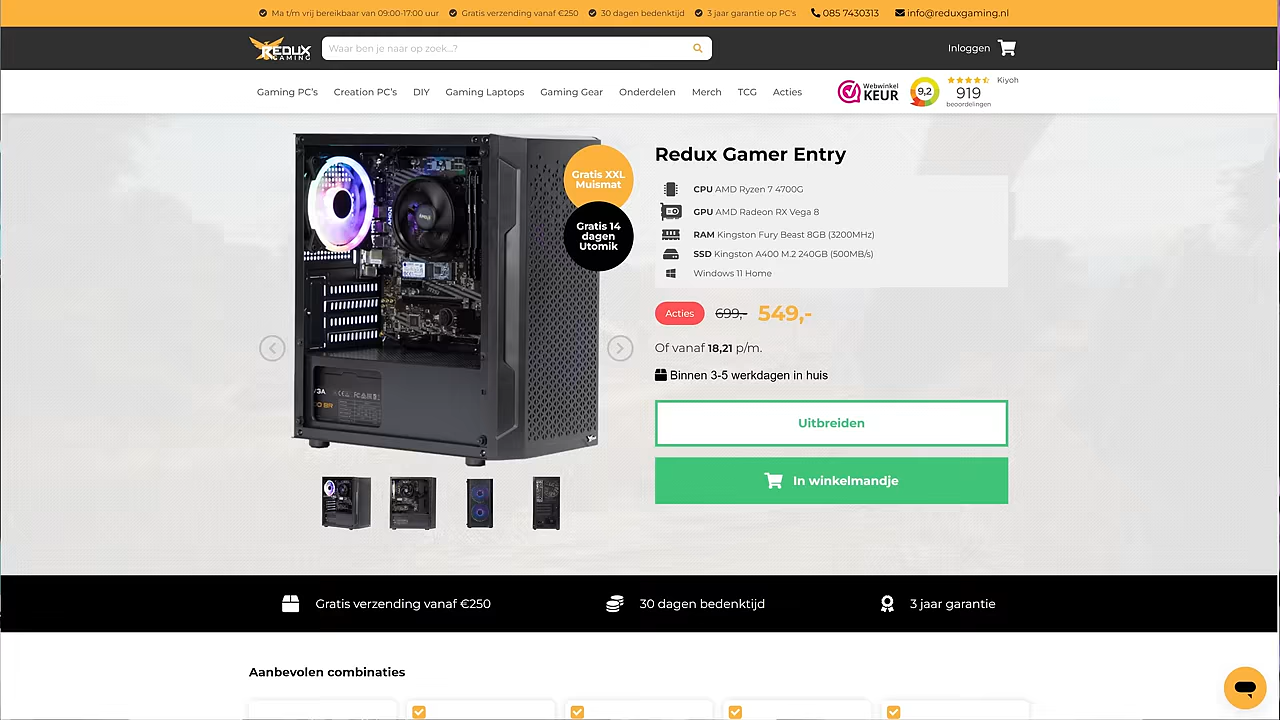 Ma t/m vrij bereikbaar van 09:00-17:00 uur
Gratis verzending vanaf €250
30 dagen bedenktijd
3 jaar garantie op PC's
085 7430313
info@reduxgaming.nl
REDUX
GAMING
Waar ben je naar op zoek...?
Inloggen
Gaming PC's
Creation PC's
DIY
Gaming Laptops
Gaming Gear
Onderdelen
Merch
TCG
Acties
Webwinkel
KEUR
9,2
Kiyoh
919
beoordelingen
Gratis XXL
Muismat
Gratis 14
dagen
Utomik
Redux Gamer Entry
CPU AMD Ryzen 7 4700G
GPU AMD Radeon RX Vega 8
RAM Kingston Fury Beast 8GB (3200MHz)
SSD Kingston A400 M.2 240GB (500MB/s)
Windows 11 Home
Acties
699,-
549,-
Of vanaf 18,21 p/m.
Binnen 3-5 werkdagen in huis
Uitbreiden
In winkelmandje
Gratis verzending vanaf €250
30 dagen bedenktijd
3 jaar garantie
Aanbevolen combinaties